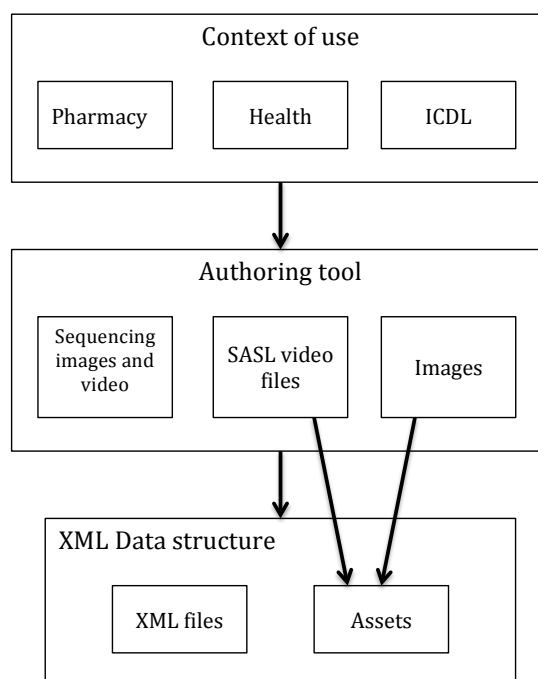 Context of use
Pharmacy
Health
ICDL
Authoring tool
Sequencing
images and
video
SASL video
files
Images
XML Data structure
XML files
Assets